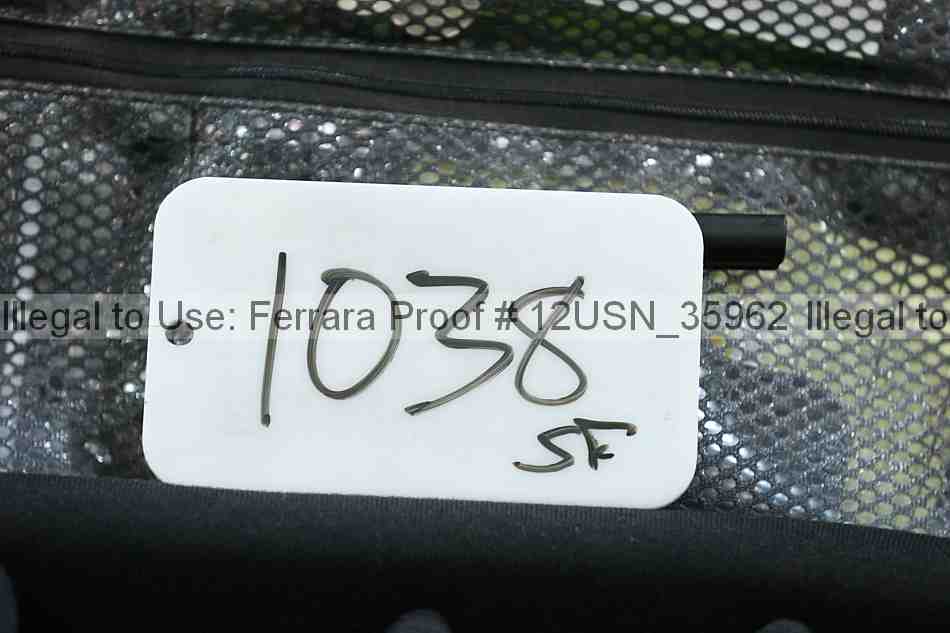 1038
Illegal to Use: Ferrara Proof #12USN_35962 Illegal to
SF